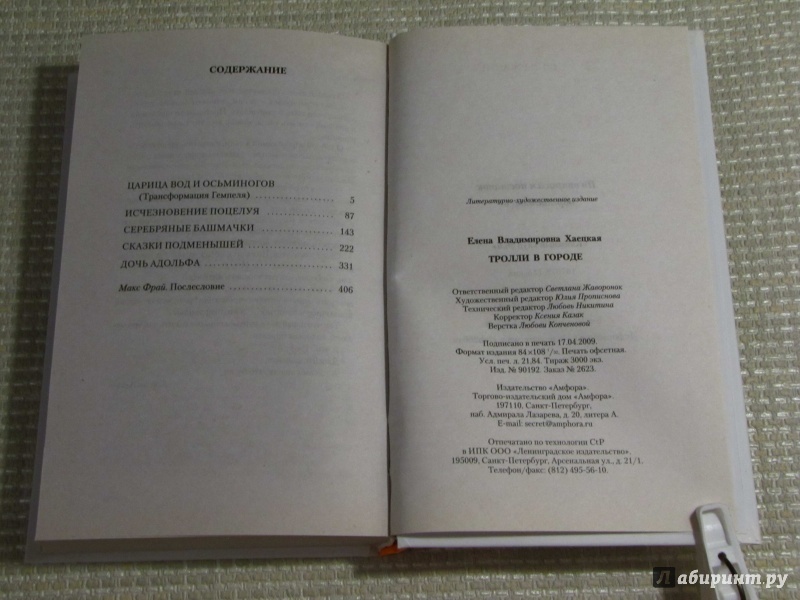 СОДЕРЖАНИЕ
ЦАРИЦА ВОД И ОСЬМИНОГОВ
(Трансформация Гемпеля) 5
ИСЧЕЗНОВЕНИЕ ПОЦЕЛУЯ 87
СЕРЕБРЯНЫЕ БАШМАЧКИ 143
СКАЗКИ ПОДМЕНЫШЕЙ 222
ДОЧЬ АДОЛЬФА 331
Макс Фрай. Послесловие 406
Литературно-художественное издание
Елена Владимировна Хаецкая
ТРОЛЛИ В ГОРОДЕ
Ответственный редактор Светлана Жаворонок
Художественный редактор Юлия Прописнова
Технический редактор Любовь Никитина
Корректор Ксения Казак
Верстка Любови Копченовой
Подписано в печать 17.04.2009.
Формат издания 84×108 1/32. Печать офсетная.
Усл. печ. л. 21,84. Тираж 3000 экз.
Изд. № 90192. Заказ № 2623.
Издательство «Амфора».
Торгово-издательский дом «Амфора».
197110, Санкт-Петербург,
наб. Адмирала Лазарева, д. 20, литера А.
E-mail: secret@amphora.ru
Отпечатано по технологии CtP
в ИПК ООО «Ленинградское издательство».
195009, Санкт-Петербург, Арсенальная ул., д. 21/1.
Телефон/факс: (812) 495-56-10.
Лабиринт.ру